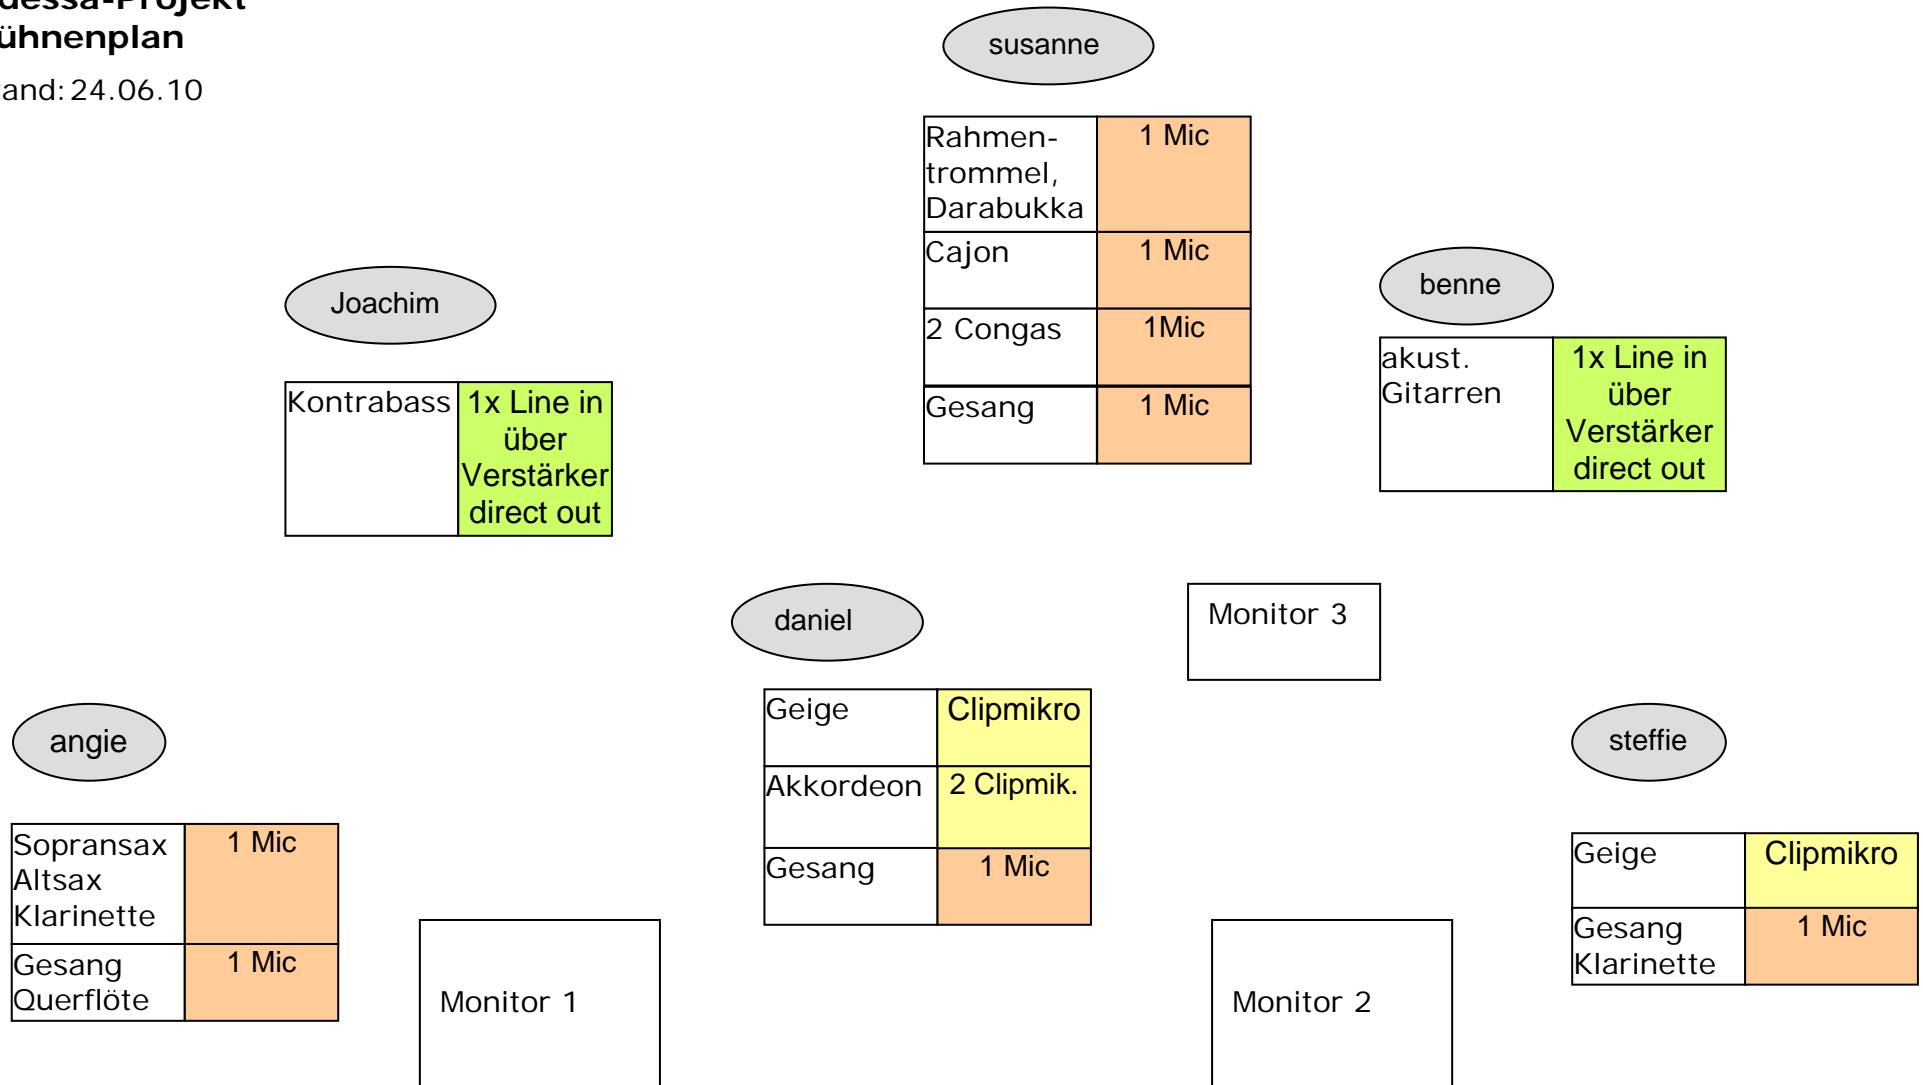 dessa-Projekt
ühnenplan
and: 24.06.10
susanne
Rahmen-
trommel,
Darabukka
1 Mic
Cajon
1 Mic
2 Congas
1Mic
Gesang
1 Mic
Joachim
Kontrabass
1x Line in
über
Verstärker
direct out
benne
akust.
Gitarren
1x Line in
über
Verstärker
direct out
daniel
Geige
Clipmikro
Akkordeon
2 Clipmik.
Gesang
1 Mic
Monitor 3
angie
Sopransax
Altsax
Klarinette
1 Mic
Gesang
Querflöte
1 Mic
steffie
Geige
Clipmikro
Gesang
Klarinette
1 Mic
Monitor 1
Monitor 2